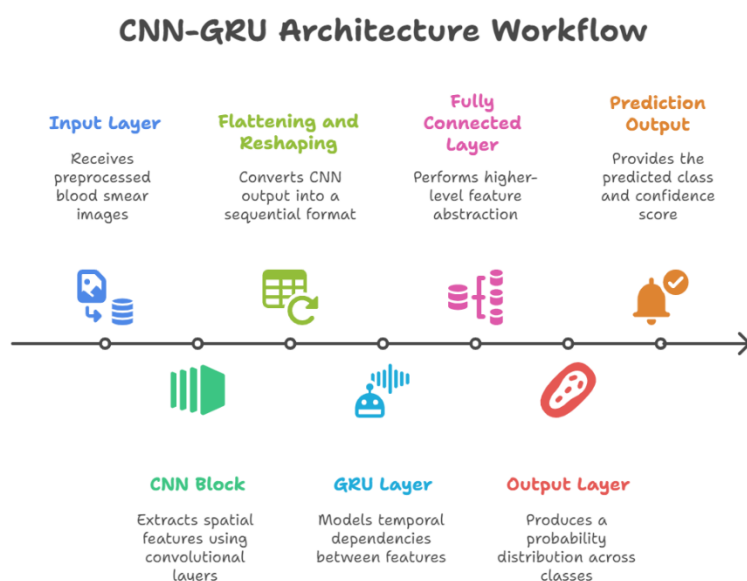 CNN-GRU Architecture Workflow
Input Layer
Receives
preprocessed
blood smear
images
Flattening and
Reshaping
Converts CNN
output into a
sequential format
Fully
Connected
Layer
Performs higher-
level feature
abstraction
Prediction
Output
Provides the
predicted class
and confidence
score
CNN Block
Extracts spatial
features using
convolutional
layers
GRU Layer
Models temporal
dependencies
between features
Output Layer
Produces a
probability
distribution across
classes